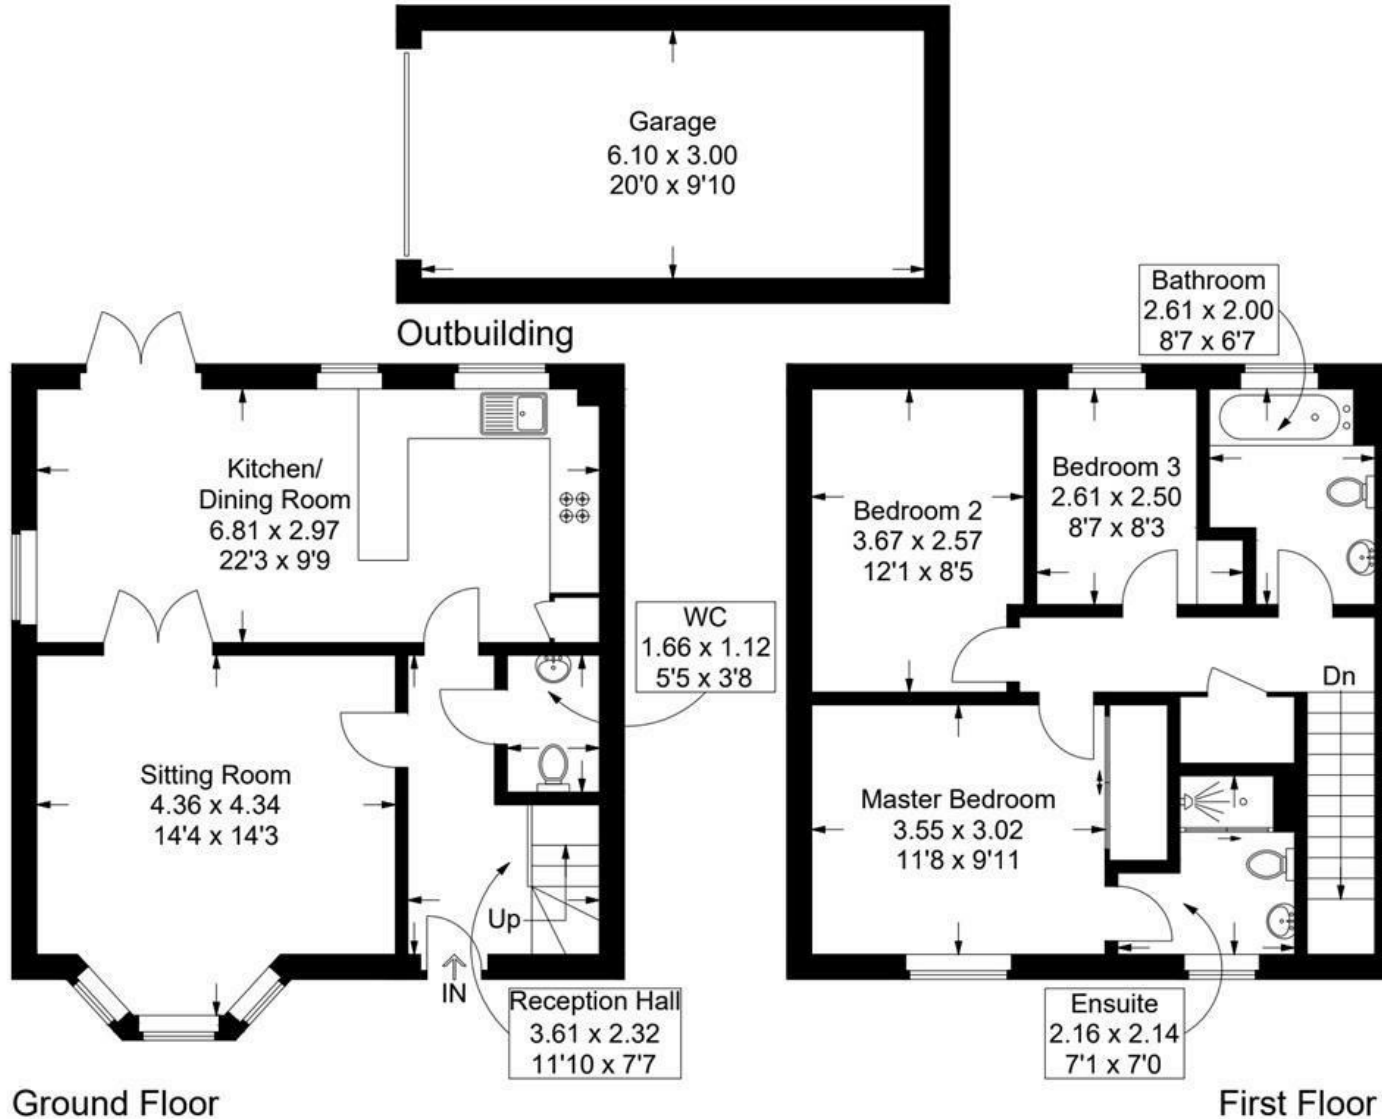 Garage
6.10 x 3.00
20'0 x 9'10
Outbuilding
Kitchen/
Dining Room
6.81 x 2.97
22'3 x 9'9
WC
1.66 x 1.12
5'5 x 3'8
Sitting Room
4.36 x 4.34
14'4 x 14'3
Up
IN
Reception Hall
3.61 x 2.32
11'10 x 7'7
Ground Floor
Bathroom
2.61 x 2.00
8'7 x 6'7
Bedroom 2
3.67 x 2.57
12'1 x 8'5
Bedroom 3
2.61 x 2.50
8'7 x 8'3
Dn
Master Bedroom
3.55 x 3.02
11'8 x 9'11
Ensuite
2.16 x 2.14
7'1 x 7'0
First Floor